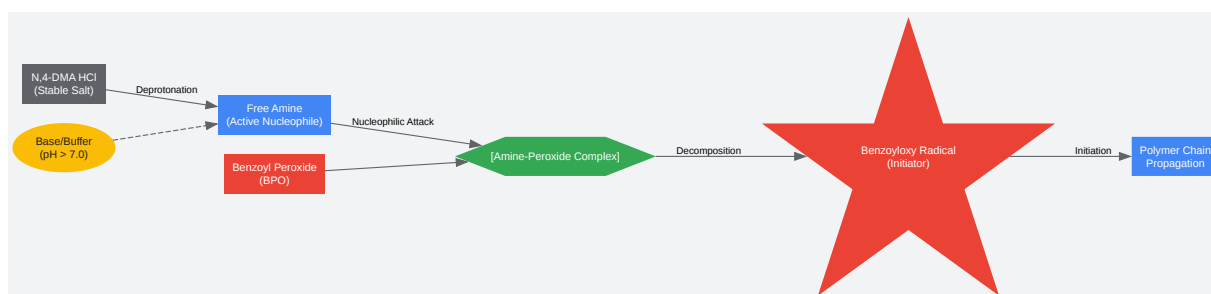 N,4-DMA HCl
(Stable Salt)
Deprotonation
Base/Buffer
(pH > 7.0)
Free Amine
(Active Nucleophile)
Nucleophilic Attack
Benzoyl Peroxide
(BPO)
[Amine-Peroxide Complex]
Decomposition
Benzoyloxy Radical
(Initiator)
Initiation
Polymer Chain
Propagation